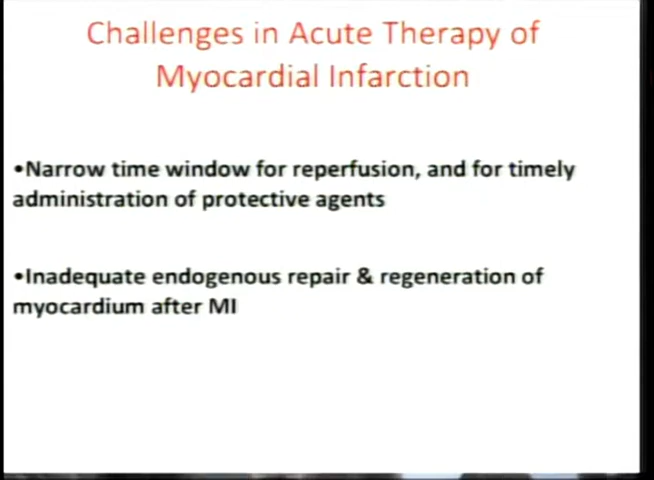 Challenges in Acute Therapy of
Myocardial Infarction
•Narrow time window for reperfusion, and for timely
administration of protective agents
•Inadequate endogenous repair & regeneration of
myocardium after MI